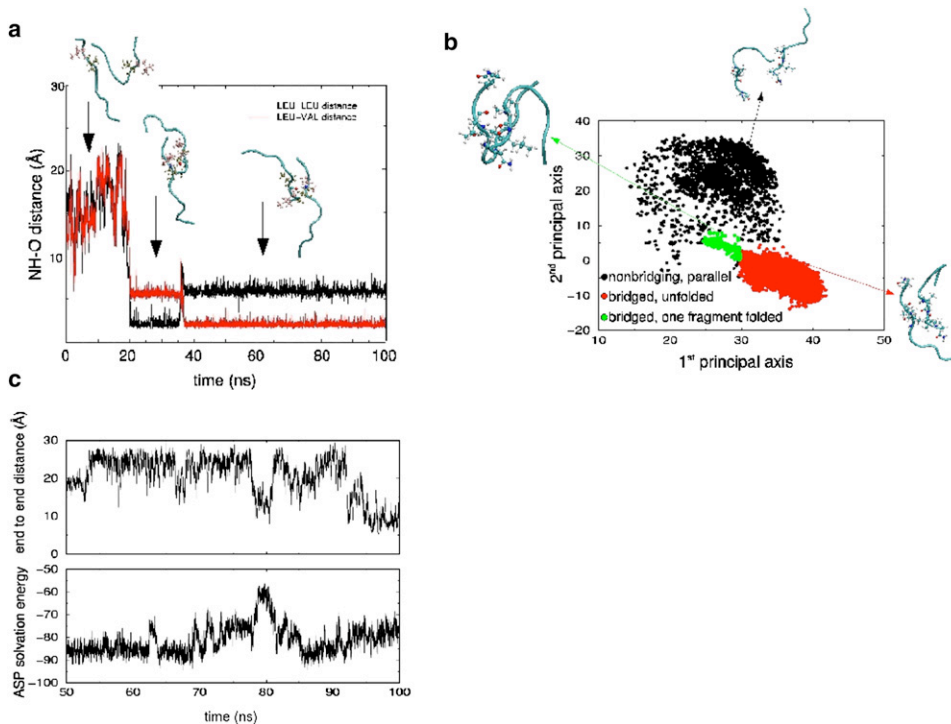 a
30
20
10
NH-O distance (Å)
LEU-LEU distance
LEU-VAL distance
0 20 40 60 80 100
time (ns)
b
40
30
20
10
0
-10
-20
2nd principal axis
nonbridging, parallel
bridged, unfolded
bridged, one fragment folded
10 20 30 40 50
1st principal axis
c
30
20
10
0
end to end distance (Å)
-50
-60
-70
-80
-90
-100
ASP solvation energy
50 60 70 80 90 100
time (ns)